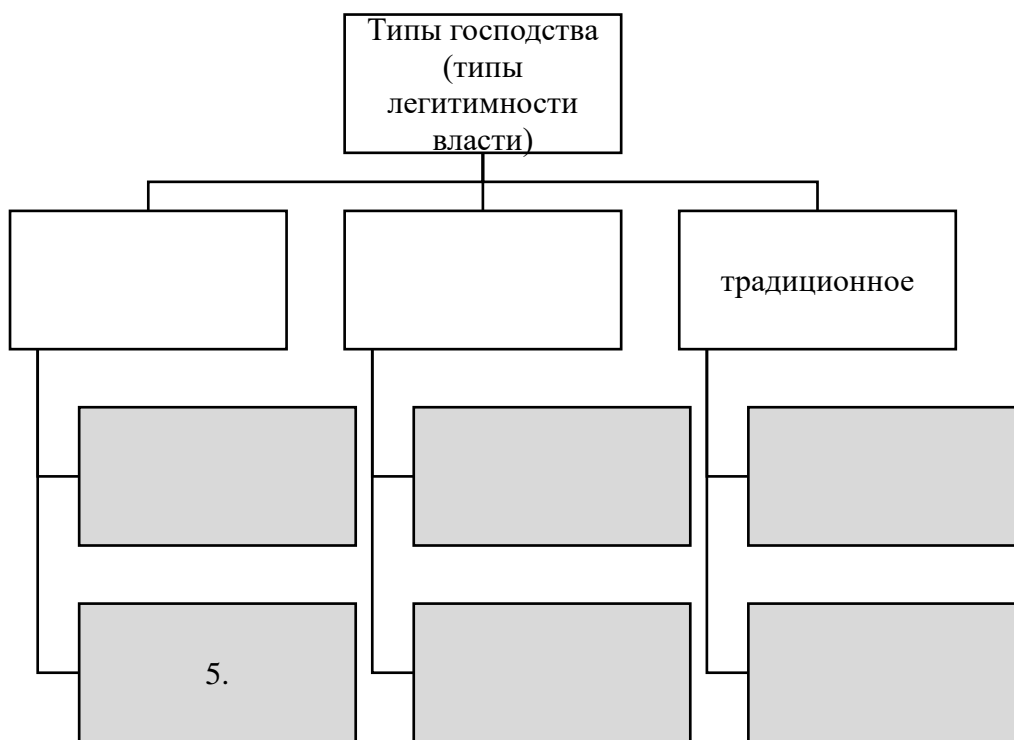 Типы господства
(типы
легитимности
власти)
традиционное
5.